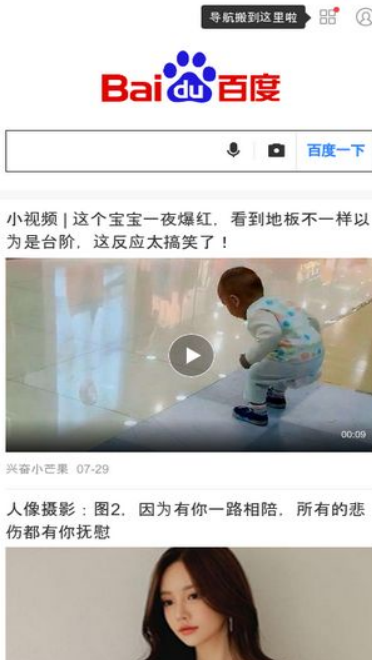 导航搬到这里啦
Bai du 百度
百度一下
小视频 | 这个宝宝一夜爆红，看到地板不一样以
为是台阶，这反应太搞笑了！
00:09
兴奋小芒果 07-29
人像摄影：图2，因为有你一路相陪，所有的悲
伤都有你抚慰